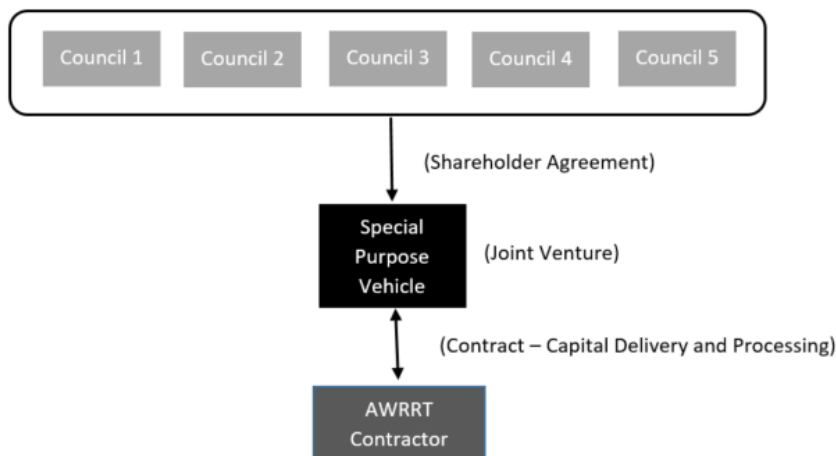 Council 1 Council 2 Council 3 Council 4 Council 5
(Shareholder Agreement)
Special
Purpose
Vehicle
(Joint Venture)
(Contract – Capital Delivery and Processing)
AWRRT
Contractor